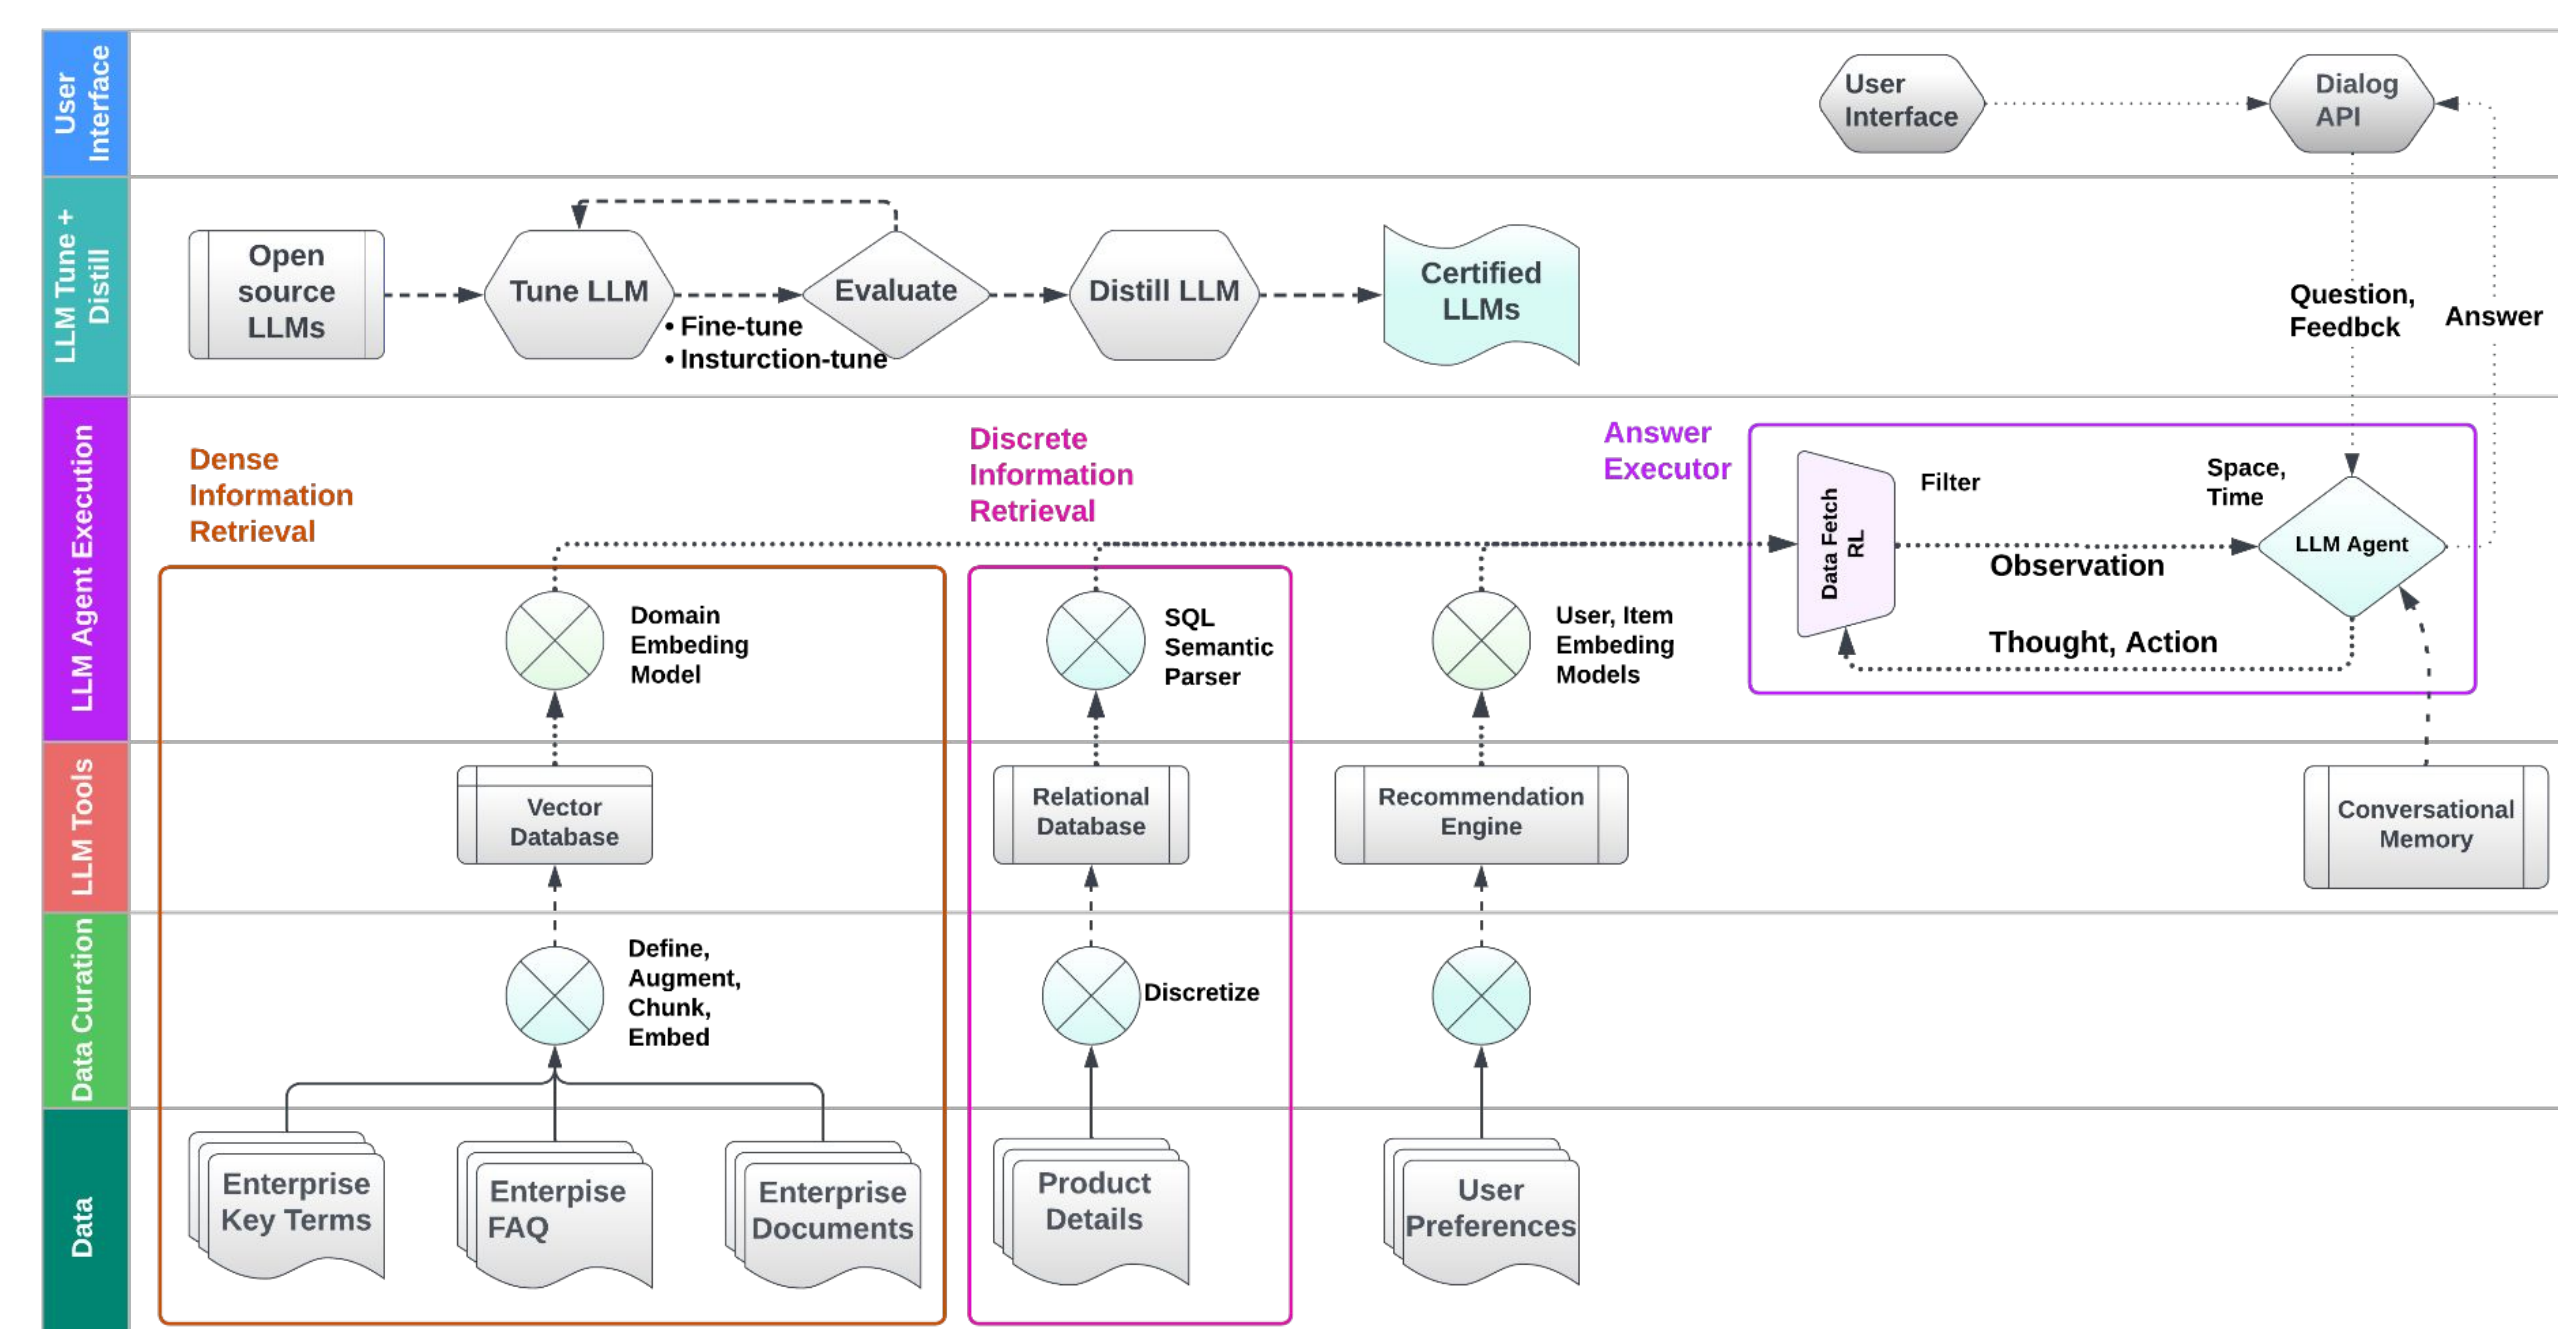 User
Interface
User
Interface
Dialog
API
LLM Tune +
Distill
Open
source
LLMs
Tune LLM
• Fine-tune
• Insturction-tune
Evaluate
Distill LLM
Certified
LLMs
Question,
Feedbck
Answer
LLM Agent Execution
Dense
Information
Retrieval
Discrete
Information
Retrieval
Answer
Executor
Data Fetch
RL
Filter
Space,
Time
LLM Agent
Observation
Thought, Action
Domain
Embeding
Model
SQL
Semantic
Parser
User, Item
Embeding
Models
LLM Tools
Vector
Database
Relational
Database
Recommendation
Engine
Conversational
Memory
Data Curation
Define,
Augment,
Chunk,
Embed
Discretize
Data
Enterprise
Key Terms
Enterpise
FAQ
Enterprise
Documents
Product
Details
User
Preferences